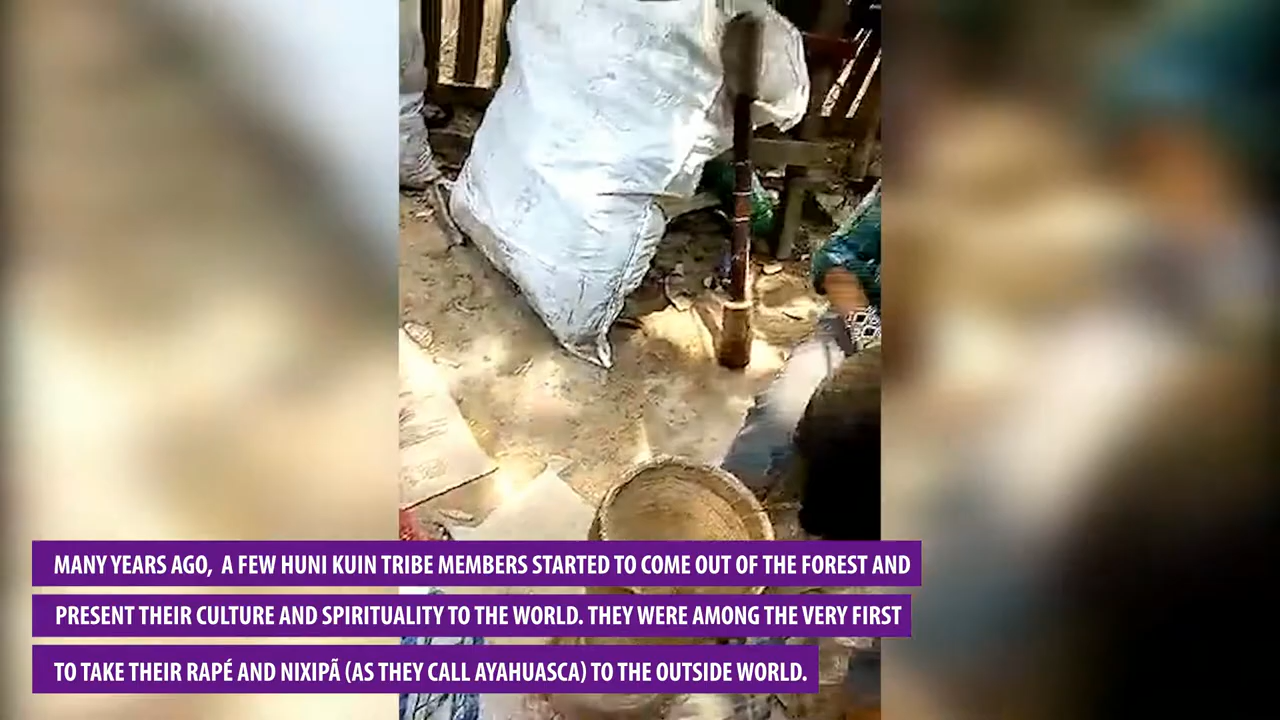 MANY YEARS AGO, A FEW HUNI KUIN TRIBE MEMBERS STARTED TO COME OUT OF THE FOREST AND
PRESENT THEIR CULTURE AND SPIRITUALITY TO THE WORLD. THEY WERE AMONG THE VERY FIRST
TO TAKE THEIR RAPÉ AND NIXIPÃ (AS THEY CALL AYAHUASCA) TO THE OUTSIDE WORLD.